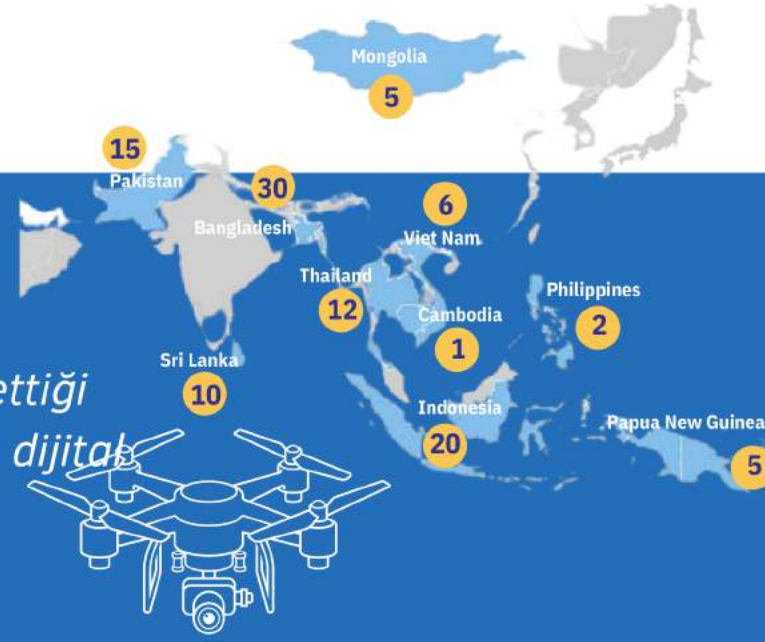 Mongolia
5
15
Pakistan
30
Bangladesh
6
Viet Nam
Thailand
12
Cambodia
1
Philippines
2
Sri Lanka
10
ettiği
dijital
Indonesia
20
Papua New Guinea
5